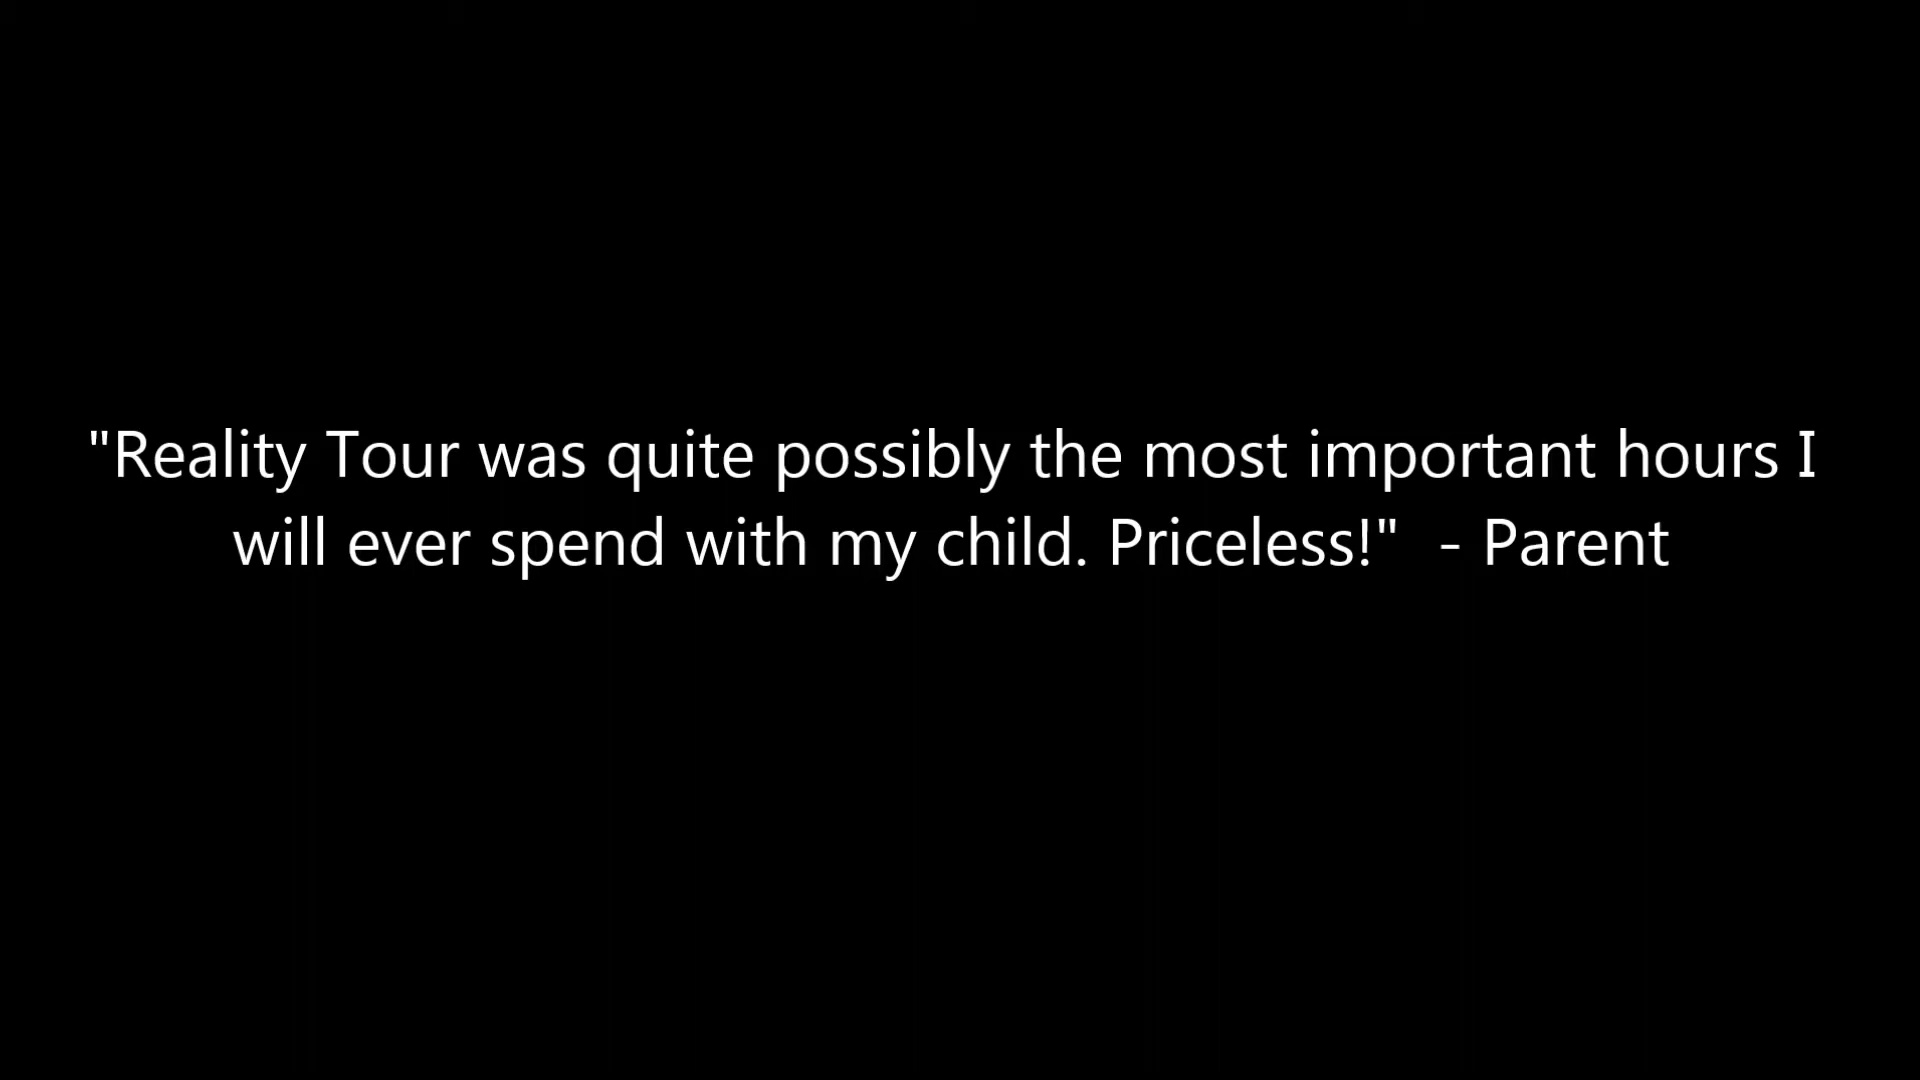 "Reality Tour was quite possibly the most important hours I
will ever spend with my child. Priceless!"  - Parent